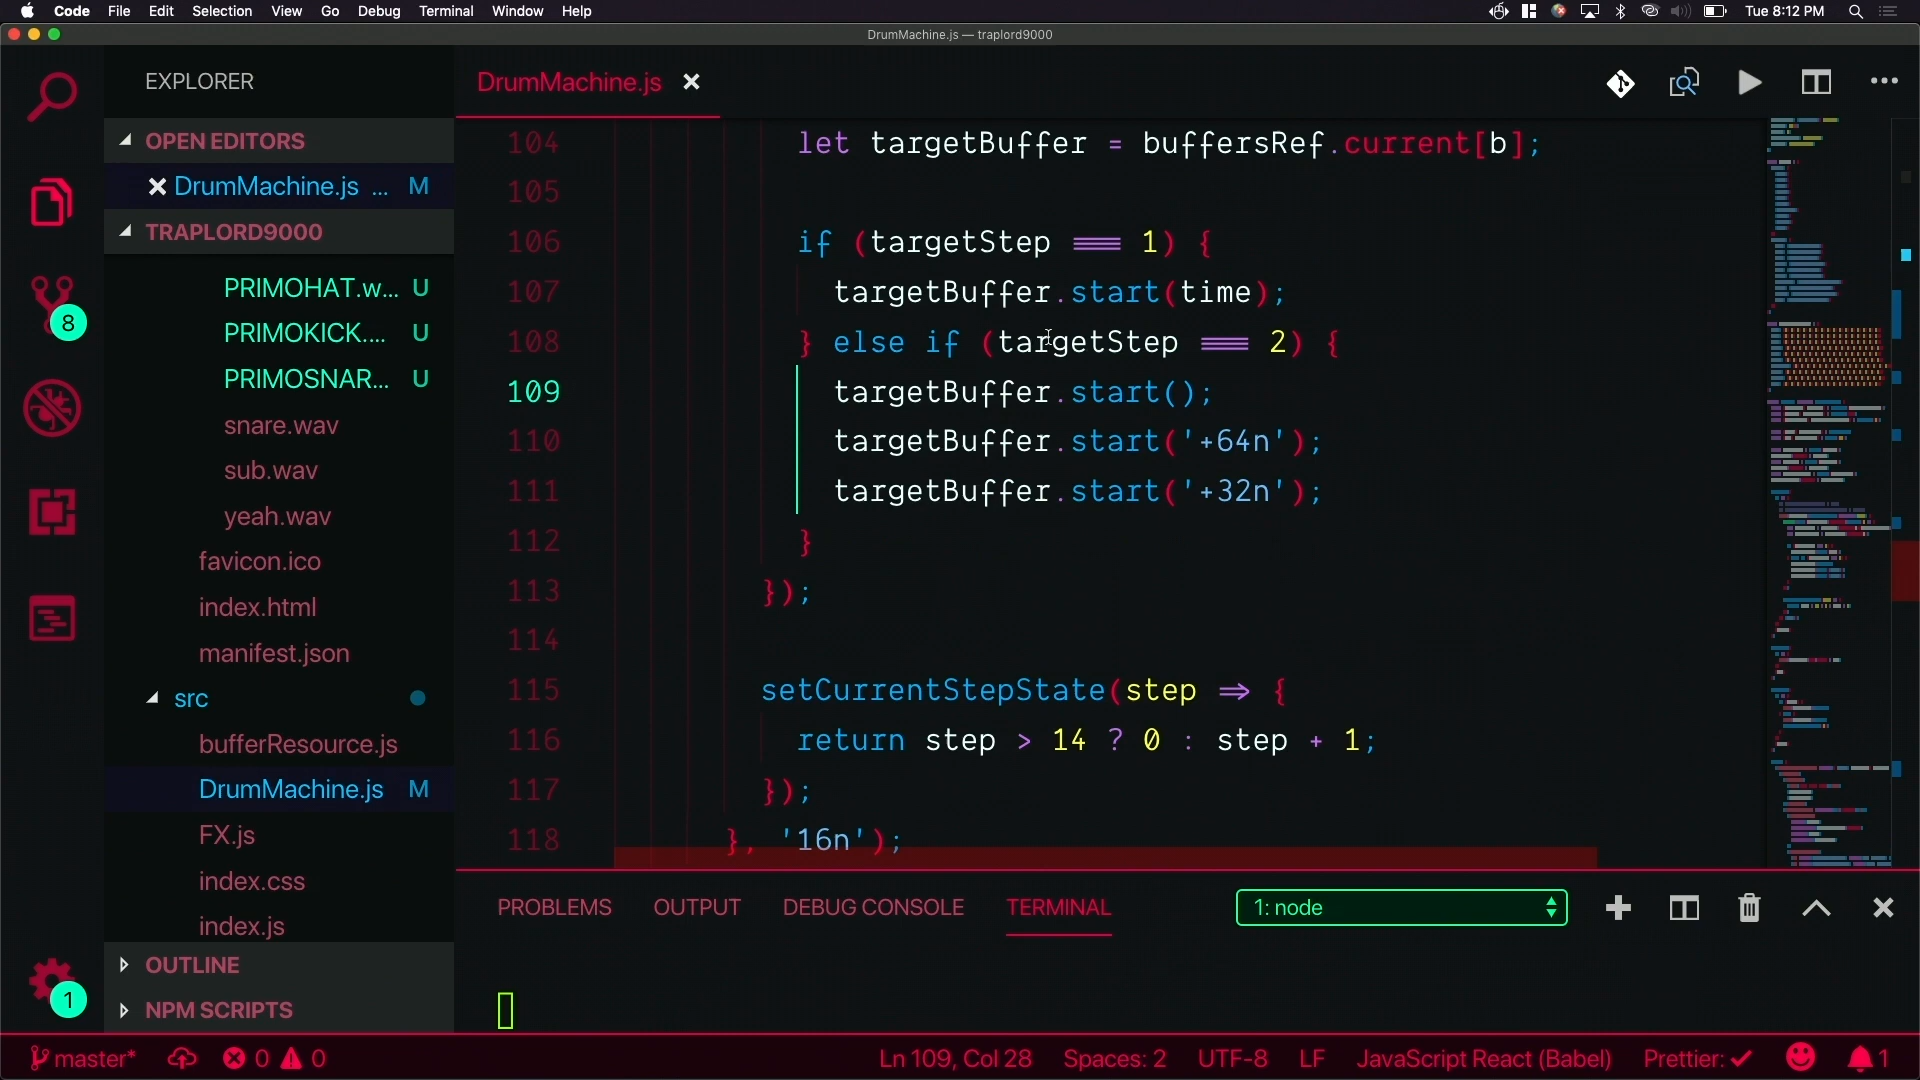 Code File Edit Selection View Go Debug Terminal Window Help Tue 8:12 PM
DrumMachine.js — traplord9000
EXPLORER
OPEN EDITORS
DrumMachine.js ... M
TRAPLORD9000
PRIMOHAT.w... U
PRIMOKICK.... U
PRIMOSNAR... U
snare.wav
sub.wav
yeah.wav
favicon.ico
index.html
manifest.json
src
bufferResource.js
DrumMachine.js M
FX.js
index.css
index.js
OUTLINE
NPM SCRIPTS
8
1
DrumMachine.js
104 let targetBuffer = buffersRef.current[b];
105
106 if (targetStep === 1) {
107 targetBuffer.start(time);
108 } else if (targetStep === 2) {
109 targetBuffer.start();
110 targetBuffer.start('+64n');
111 targetBuffer.start('+32n');
112 }
113 });
114
115 setCurrentStepState(step => {
116 return step > 14 ? 0 : step + 1;
117 });
118 }, '16n');
PROBLEMS OUTPUT DEBUG CONSOLE TERMINAL 1: node
master* 0 0 Ln 109, Col 28 Spaces: 2 UTF-8 LF JavaScript React (Babel) Prettier: ✓ 1